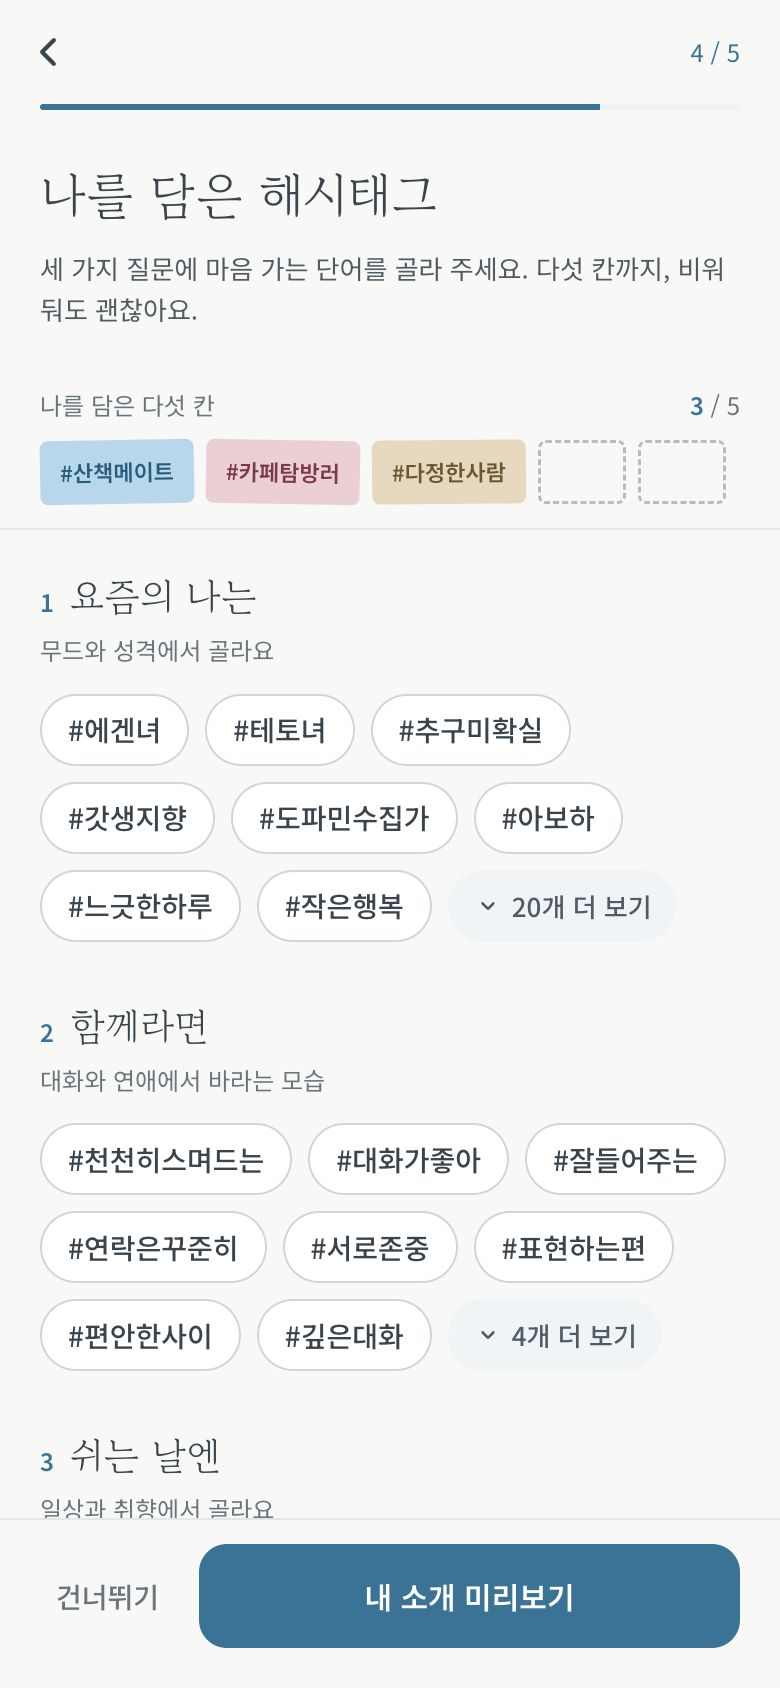 4 / 5
나를 담은 해시태그
세 가지 질문에 마음 가는 단어를 골라 주세요. 다섯 칸까지, 비워
둬도 괜찮아요.
나를 담은 다섯 칸 3 / 5
#산책메이트 #카페탐방러 #다정한사람
1 요즘의 나는
무드와 성격에서 골라요
#에겐녀 #테토녀 #추구미확실
#갓생지향 #도파민수집가 #아보하
#느긋한하루 #작은행복 20개 더 보기
2 함께라면
대화와 연애에서 바라는 모습
#천천히스며드는 #대화가좋아 #잘들어주는
#연락은꾸준히 #서로존중 #표현하는편
#편안한사이 #깊은대화 4개 더 보기
3 쉬는 날엔
일상과 취향에서 골라요
건너뛰기 내 소개 미리보기